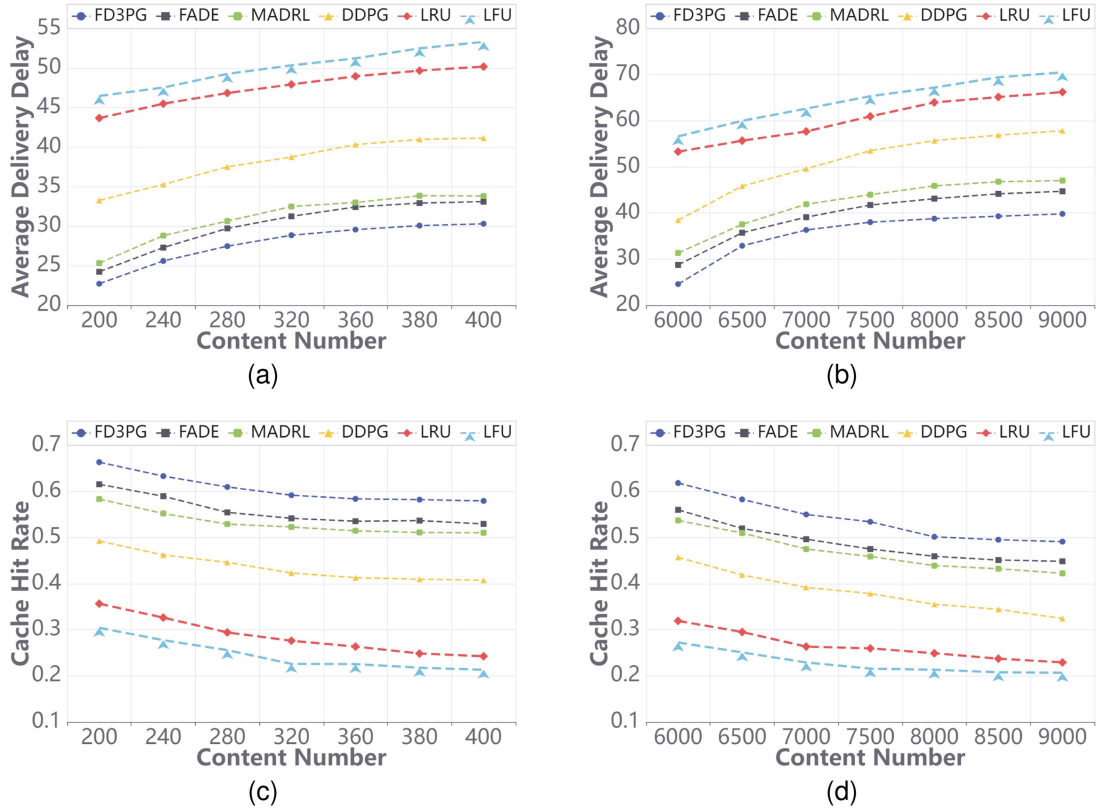 FD3PG FADE MADRL DDPG LRU LFU
Average Delivery Delay
55
50
45
40
35
30
25
20
200 240 280 320 360 380 400
Content Number
(a)
FD3PG FADE MADRL DDPG LRU LFU
Average Delivery Delay
80
70
60
50
40
30
20
6000 6500 7000 7500 8000 8500 9000
Content Number
(b)
FD3PG FADE MADRL DDPG LRU LFU
Cache Hit Rate
0.7
0.6
0.5
0.4
0.3
0.2
0.1
200 240 280 320 360 380 400
Content Number
(c)
FD3PG FADE MADRL DDPG LRU LFU
Cache Hit Rate
0.7
0.6
0.5
0.4
0.3
0.2
0.1
6000 6500 7000 7500 8000 8500 9000
Content Number
(d)